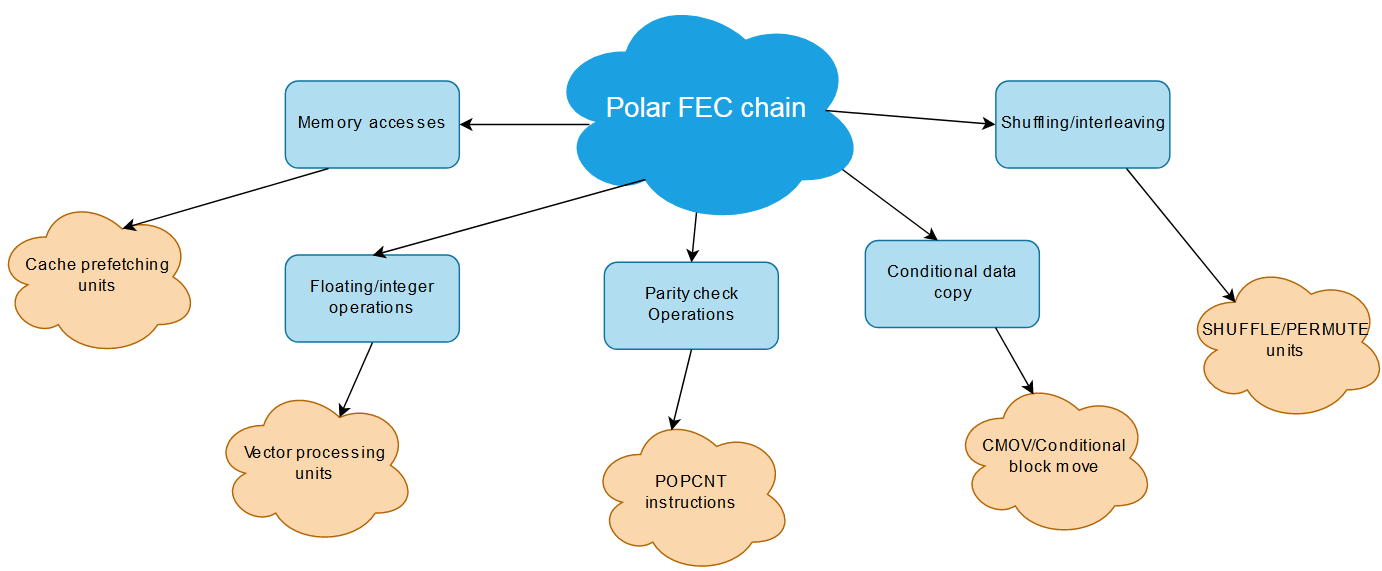 Polar FEC chain
Memory accesses
Shuffling/interleaving
Cache prefetching
units
Floating/integer
operations
Parity check
Operations
Conditional data
copy
SHUFFLE/PERMUTE
units
Vector processing
units
POPCNT
instructions
CMOV/Conditional
block move